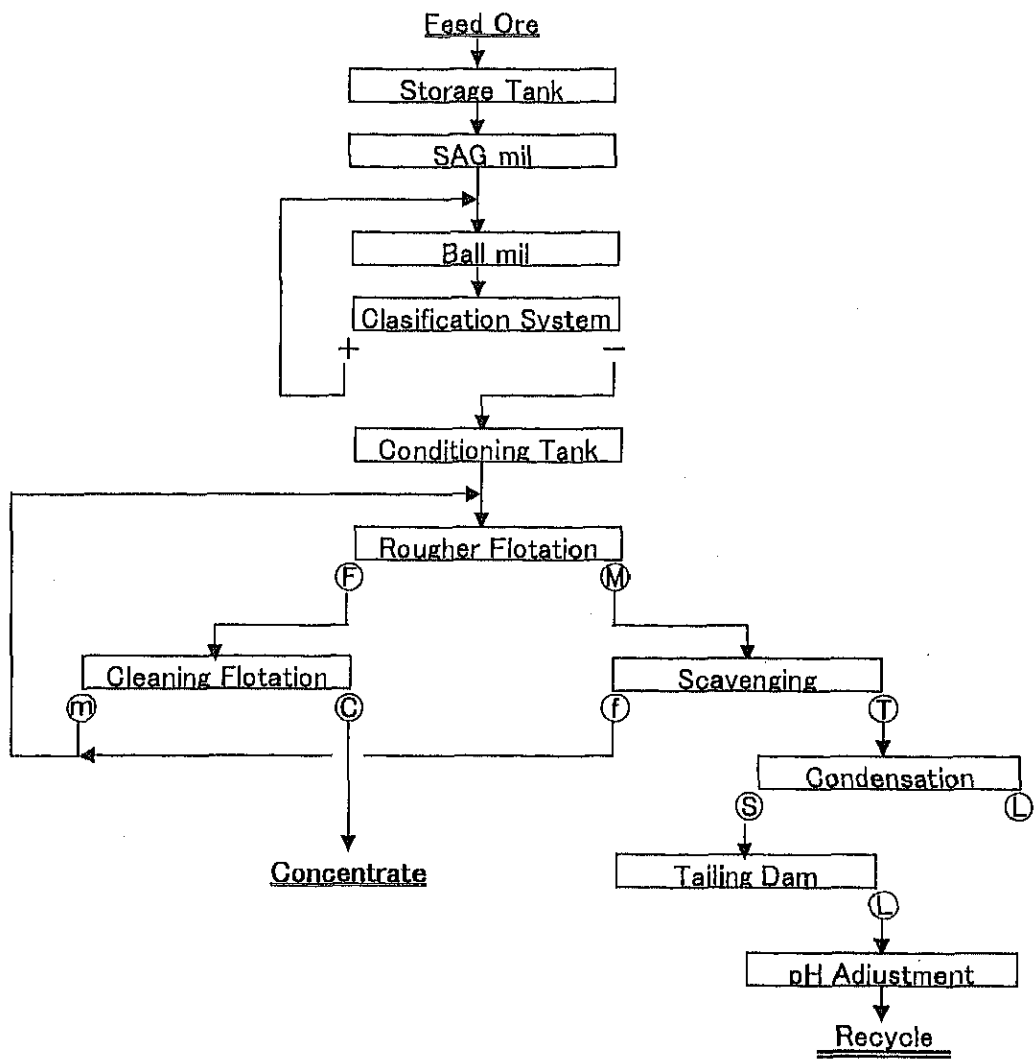 Feed Ore
Storage Tank
SAG mil
Ball mil
Clasification System
+ −
Conditioning Tank
Rougher Flotation
F M
Cleaning Flotation Scavenging
m C f T
Condensation
S L
Concentrate
Tailing Dam
L
pH Adjustment
Recycle